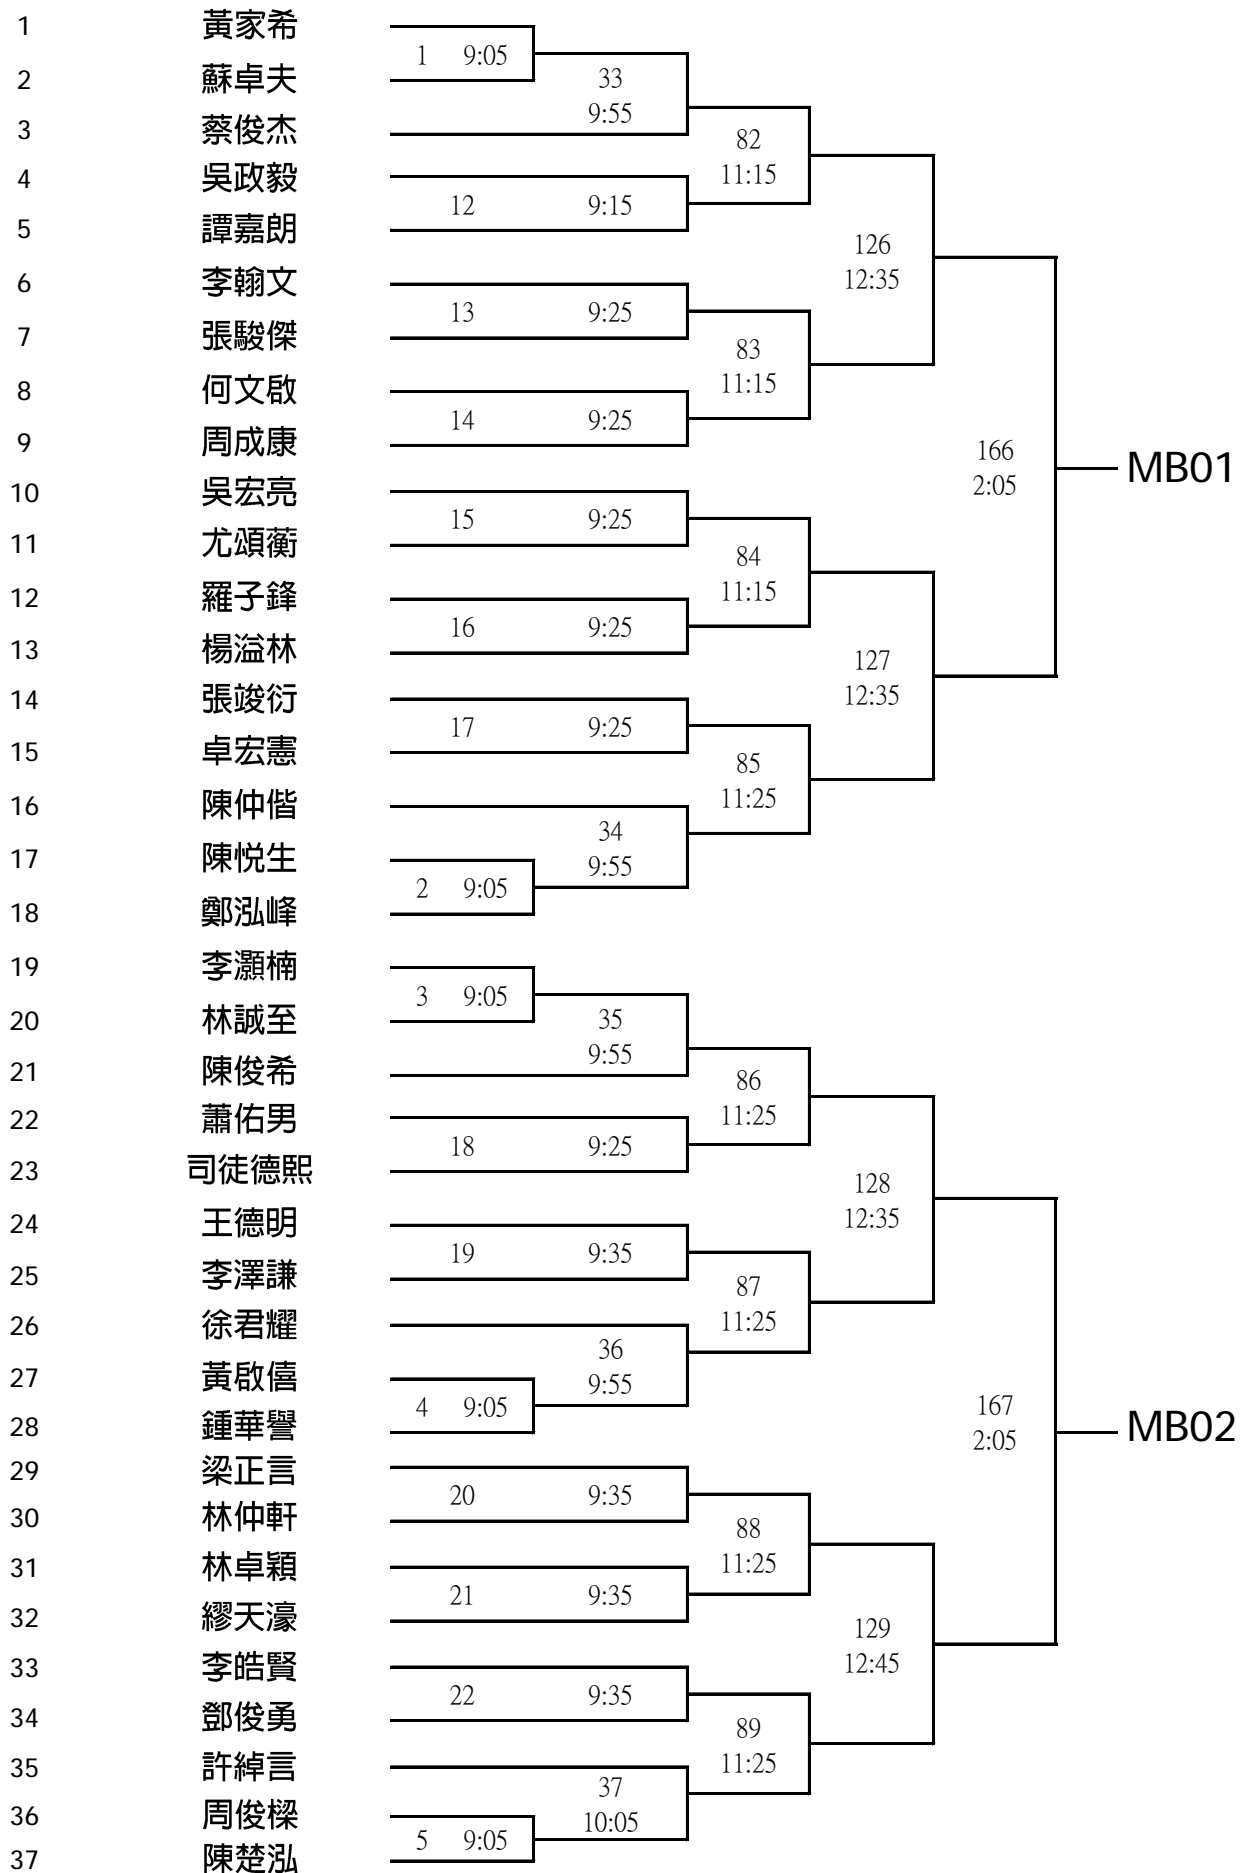 1 黃家希
1 9:05
2 蘇卓夫
33
9:55
3 蔡俊杰
82
11:15
4 吳政毅
12 9:15
5 譚嘉朗
126
12:35
6 李翰文
13 9:25
7 張駿傑
83
11:15
8 何文啟
14 9:25
9 周成康
166
2:05
MB01
10 吳宏亮
15 9:25
11 尤頌蘅
84
11:15
12 羅子鋒
16 9:25
13 楊溢林
127
12:35
14 張竣衍
17 9:25
15 卓宏憲
85
11:25
16 陳仲偕
34
9:55
17 陳悦生
2 9:05
18 鄭泓峰
19 李灝楠
3 9:05
20 林誠至
35
9:55
21 陳俊希
86
11:25
22 蕭佑男
18 9:25
23 司徒德熙
128
12:35
24 王德明
19 9:35
25 李澤謙
87
11:25
26 徐君耀
36
9:55
27 黃啟僖
4 9:05
28 鍾華譽
167
2:05
MB02
29 梁正言
20 9:35
30 林仲軒
88
11:25
31 林卓穎
21 9:35
32 繆天濠
129
12:45
33 李皓賢
22 9:35
34 鄧俊勇
89
11:25
35 許綽言
37
10:05
36 周俊樑
5 9:05
37 陳楚泓